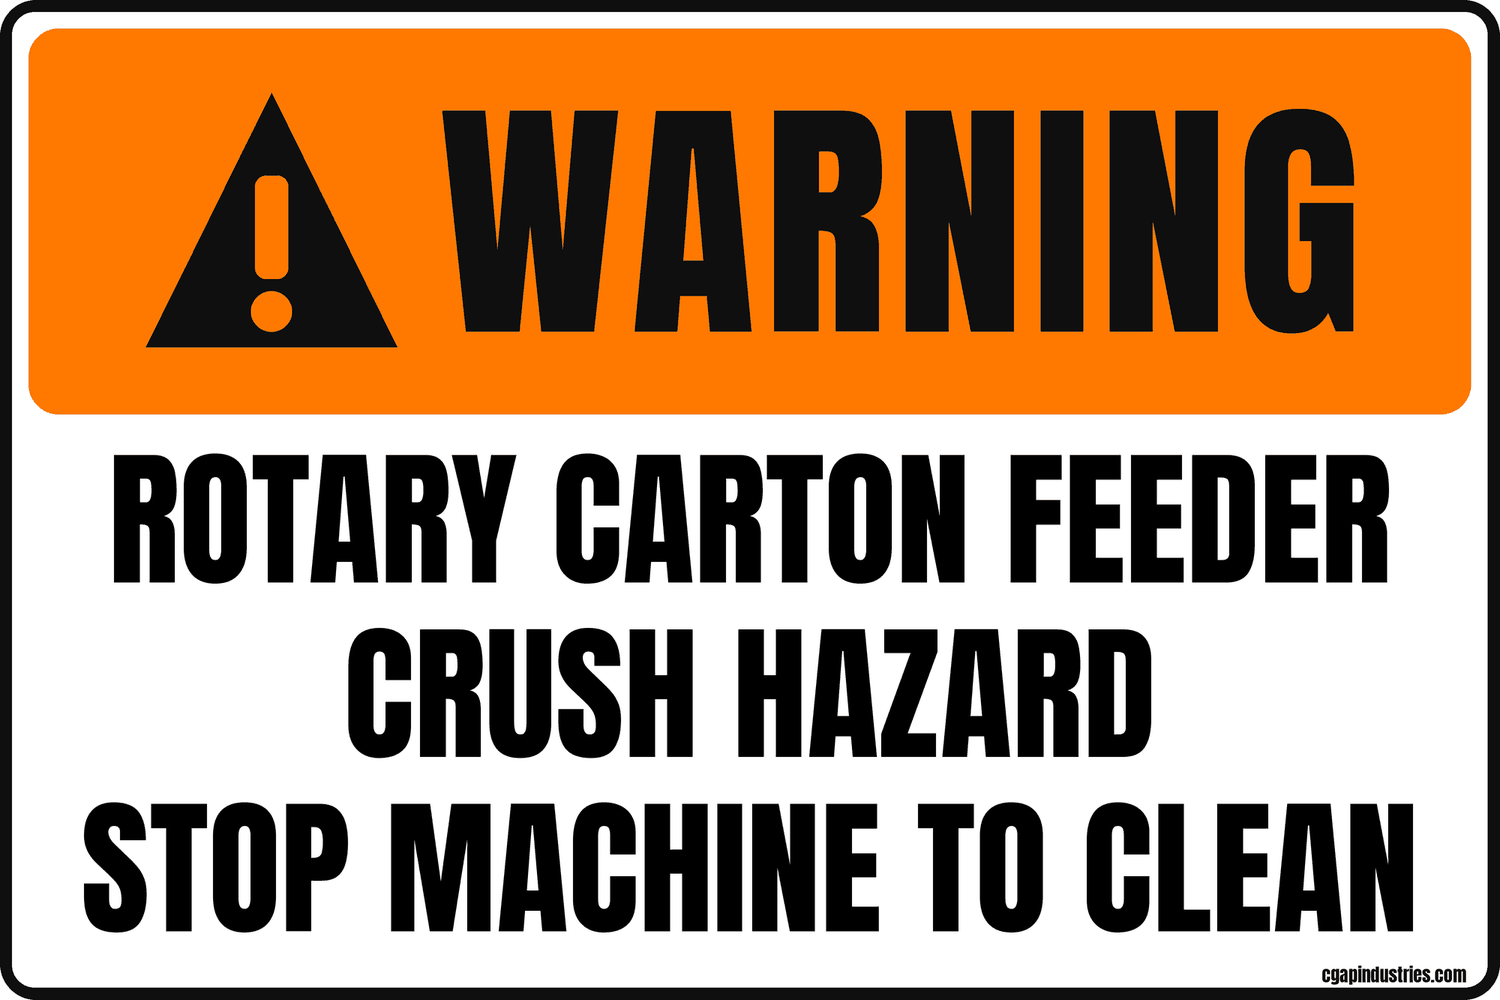 WARNING
ROTARY CARTON FEEDER
CRUSH HAZARD
STOP MACHINE TO CLEAN
cgapindustries.com